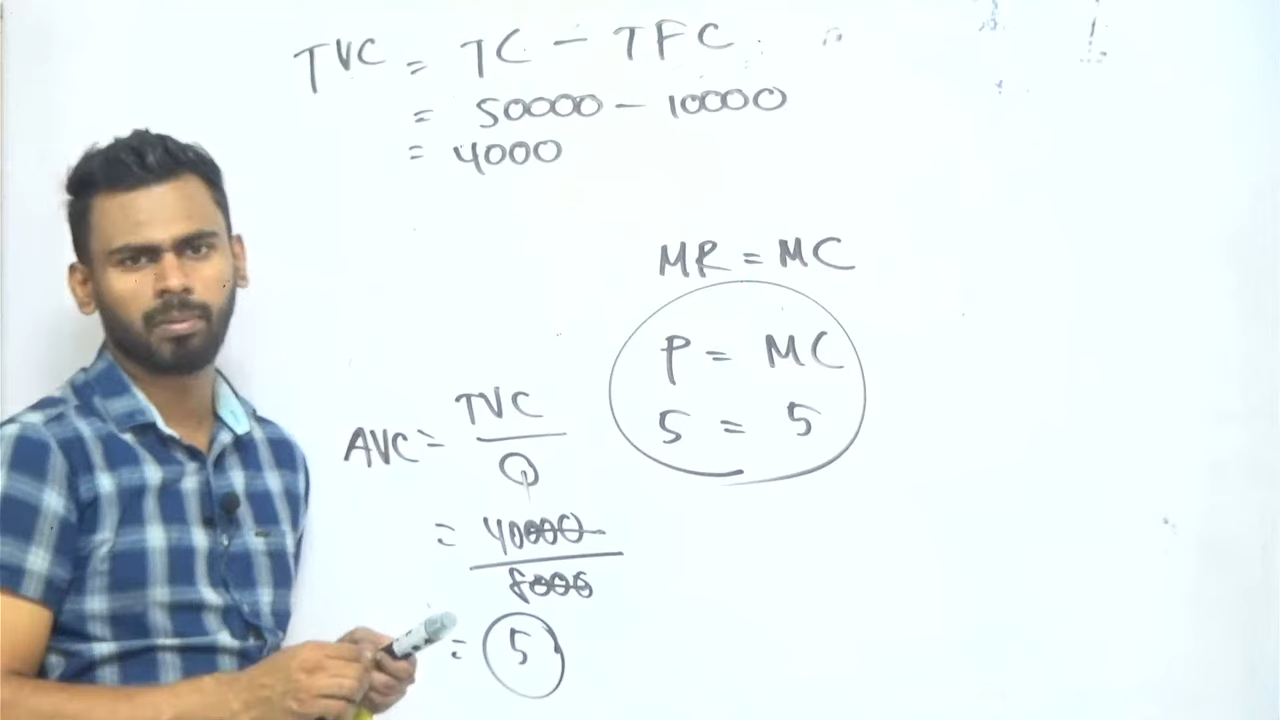 TVC = TC - TFC
= 50000 - 10000
= 4000
MR = MC
P = MC
5 = 5
AVC = TVC
Q
= 40000
8000
= 5